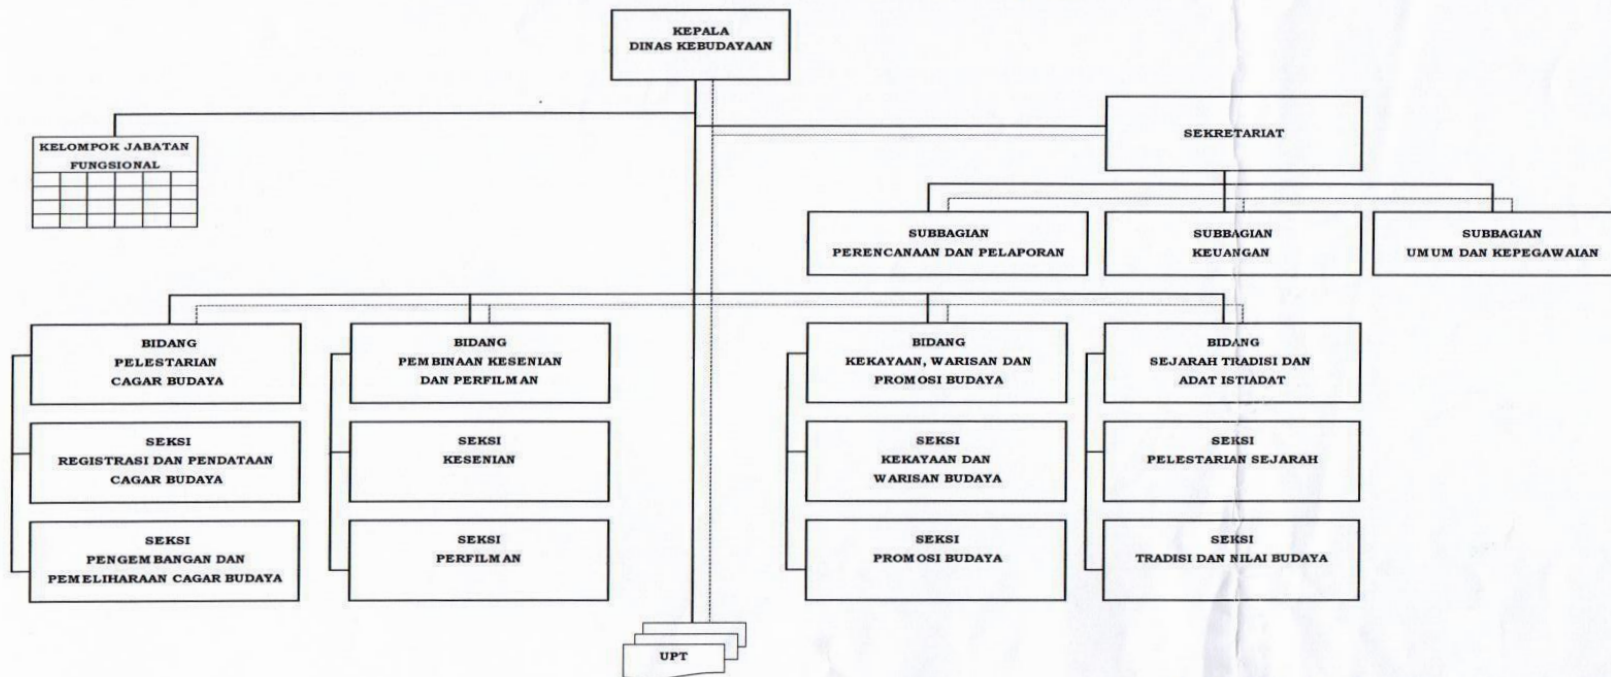 KEPALA
DINAS KEBUDAYAAN
KELOMPOK JABATAN
FUNGSIONAL
SEKRETARIAT
SUBBAGIAN
PERENCANAAN DAN PELAPORAN
SUBBAGIAN
KEUANGAN
SUBBAGIAN
UMUM DAN KEPEGAWAIAN
BIDANG
PELESTARIAN
CAGAR BUDAYA
BIDANG
PEMBINAAN KESENIAN
DAN PERFILMAN
BIDANG
KEKAYAAN, WARISAN DAN
PROMOSI BUDAYA
BIDANG
SEJARAH TRADISI DAN
ADAT ISTIADAT
SEKSI
REGISTRASI DAN PENDATAAN
CAGAR BUDAYA
SEKSI
KESENIAN
SEKSI
KEKAYAAN DAN
WARISAN BUDAYA
SEKSI
PELESTARIAN SEJARAH
SEKSI
PENGEMBANGAN DAN
PEMELIHARAAN CAGAR BUDAYA
SEKSI
PERFILMAN
SEKSI
PROMOSI BUDAYA
SEKSI
TRADISI DAN NILAI BUDAYA
UPT